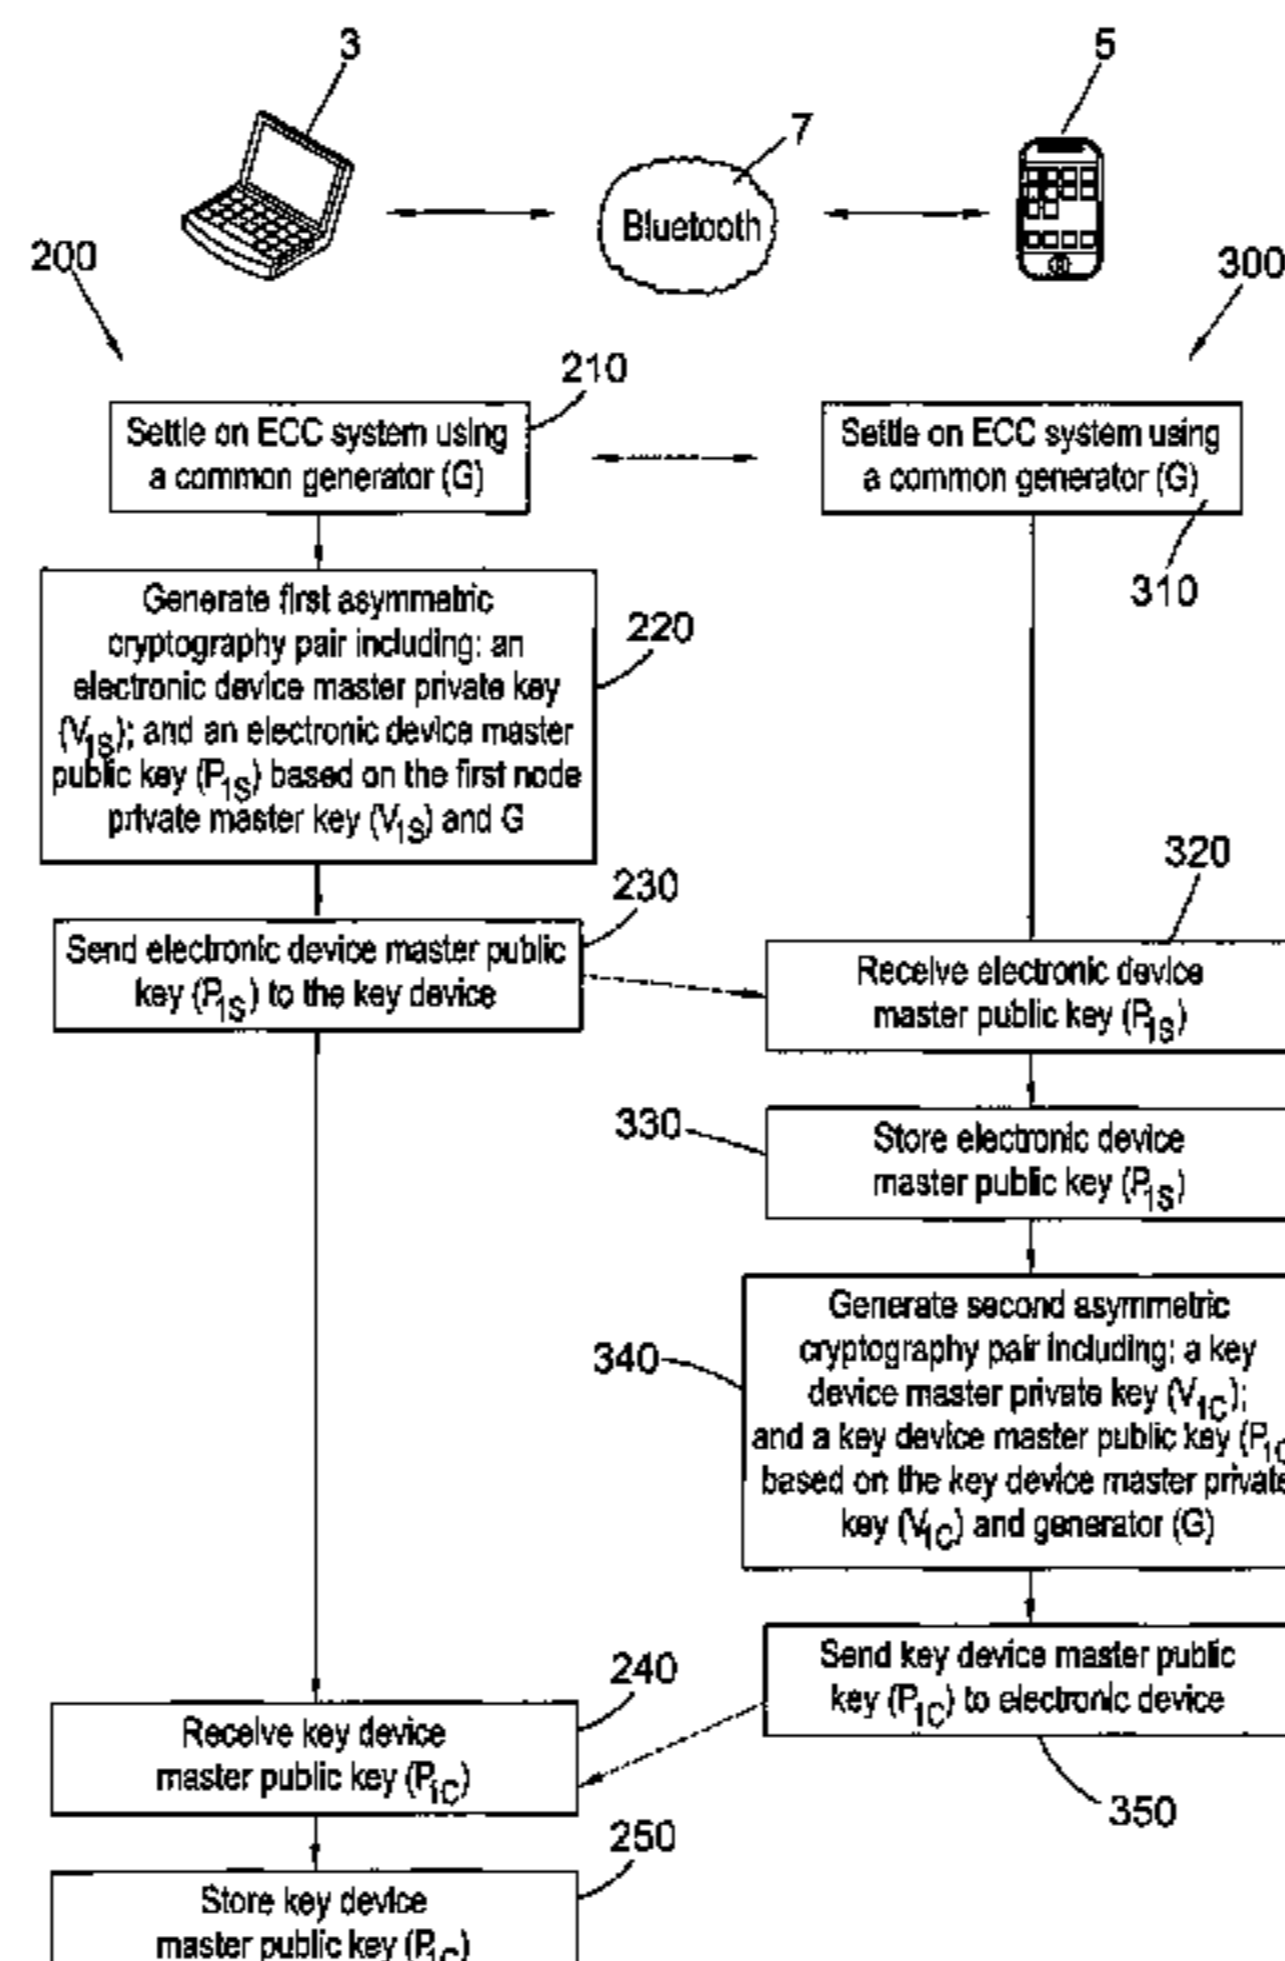 3
5
7
Bluetooth
200
300
210
Settle on ECC system using
a common generator (G)
Settle on ECC system using
a common generator (G)
310
Generate first asymmetric
cryptography pair including: an
electronic device master private key
(V1S); and an electronic device master
public key (P1S) based on the first node
private master key (V1S) and G
220
230
Send electronic device master public
key (P1S) to the key device
320
Receive electronic device
master public key (P1S)
330
Store electronic device
master public key (P1S)
340
Generate second asymmetric
cryptography pair including: a key
device master private key (V1C);
and a key device master public key (P1C
based on the key device master private
key (V1C) and generator (G)
Send key device master public
key (P1C) to electronic device
350
240
Receive key device
master public key (P1C)
250
Store key device
master public key (P1C)